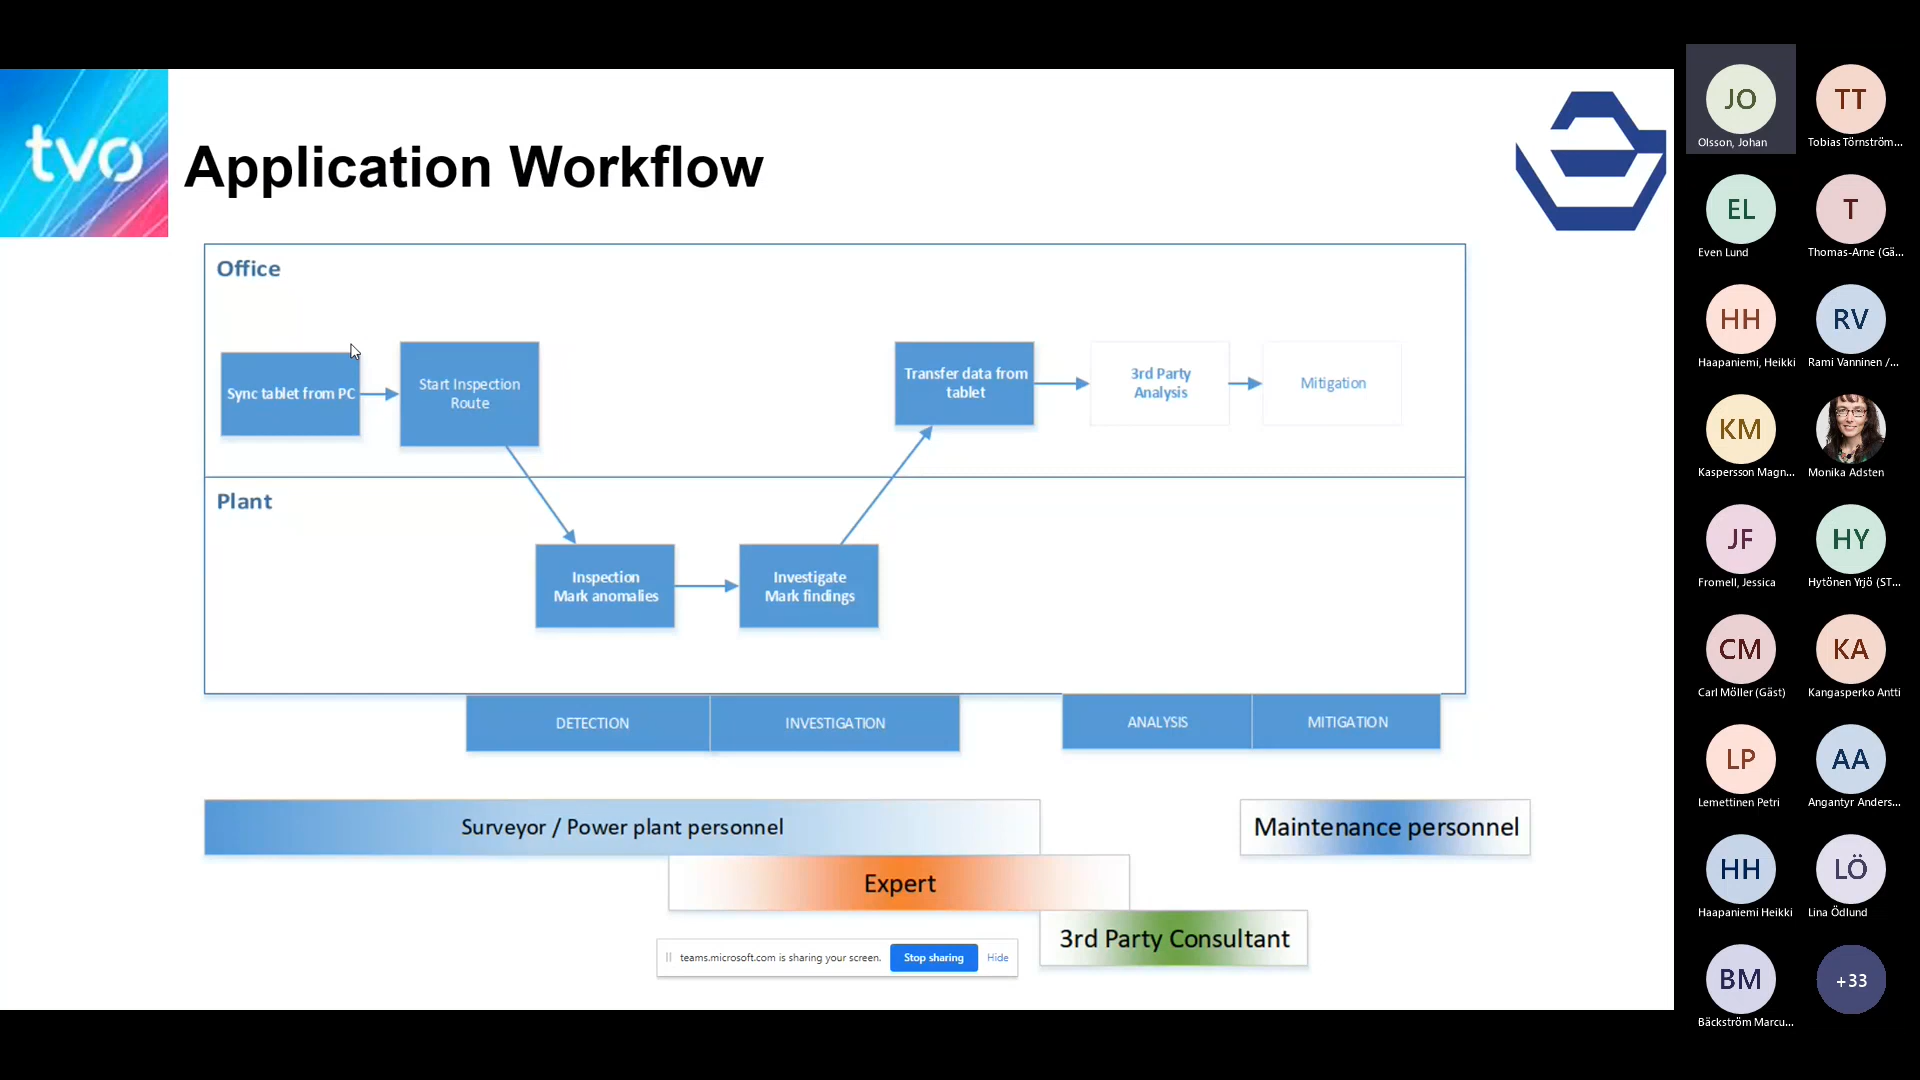 tvo
Application Workflow
Office
Sync tablet from PC
Start Inspection
Route
Transfer data from
tablet
3rd Party
Analysis
Mitigation
Plant
Inspection
Mark anomalies
Investigate
Mark findings
DETECTION
INVESTIGATION
ANALYSIS
MITIGATION
Surveyor / Power plant personnel
Maintenance personnel
Expert
3rd Party Consultant
teams.microsoft.com is sharing your screen.
Stop sharing
Hide
JO
Olsson, Johan
TT
Tobias Törnström...
EL
Even Lund
T
Thomas-Arne (Gä...
HH
Haapaniemi, Heikki
RV
Rami Vanninen /...
KM
Kaspersson Magn...
Monika Adsten
JF
Fromell, Jessica
HY
Hytönen Yrjö (ST...
CM
Carl Möller (Gäst)
KA
Kangasperko Antti
LP
Lemettinen Petri
AA
Angantyr Anders...
HH
Haapaniemi Heikki
LÖ
Lina Ödlund
BM
Bäckström Marcu...
+33